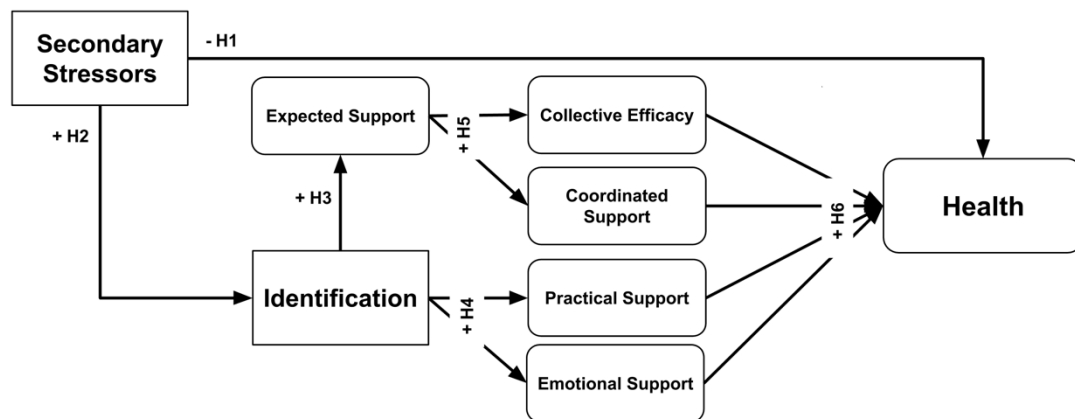 Secondary
Stressors
- H1
+ H2
Expected Support
+ H5
Collective Efficacy
Coordinated
Support
+ H3
Identification
+ H4
Practical Support
Emotional Support
+ H6
Health